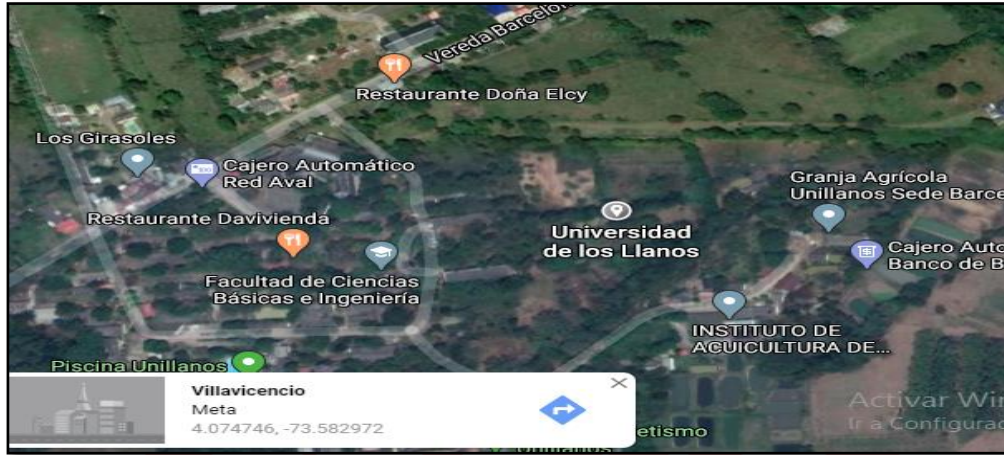 Vereda Barcelon
Restaurante Doña Elcy
Los Girasoles
Cajero Automático
Red Aval
Granja Agrícola
Unillanos Sede Barce
Restaurante Davivienda
Universidad
de los Llanos
Cajero Auto
Banco de B
Facultad de Ciencias
Básicas e Ingeniería
INSTITUTO DE
ACUICULTURA DE...
Piscina Unillanos
Villavicencio
Meta
4.074746, -73.582972
Activar Win
Ir a Configurac
etismo
Unillanos